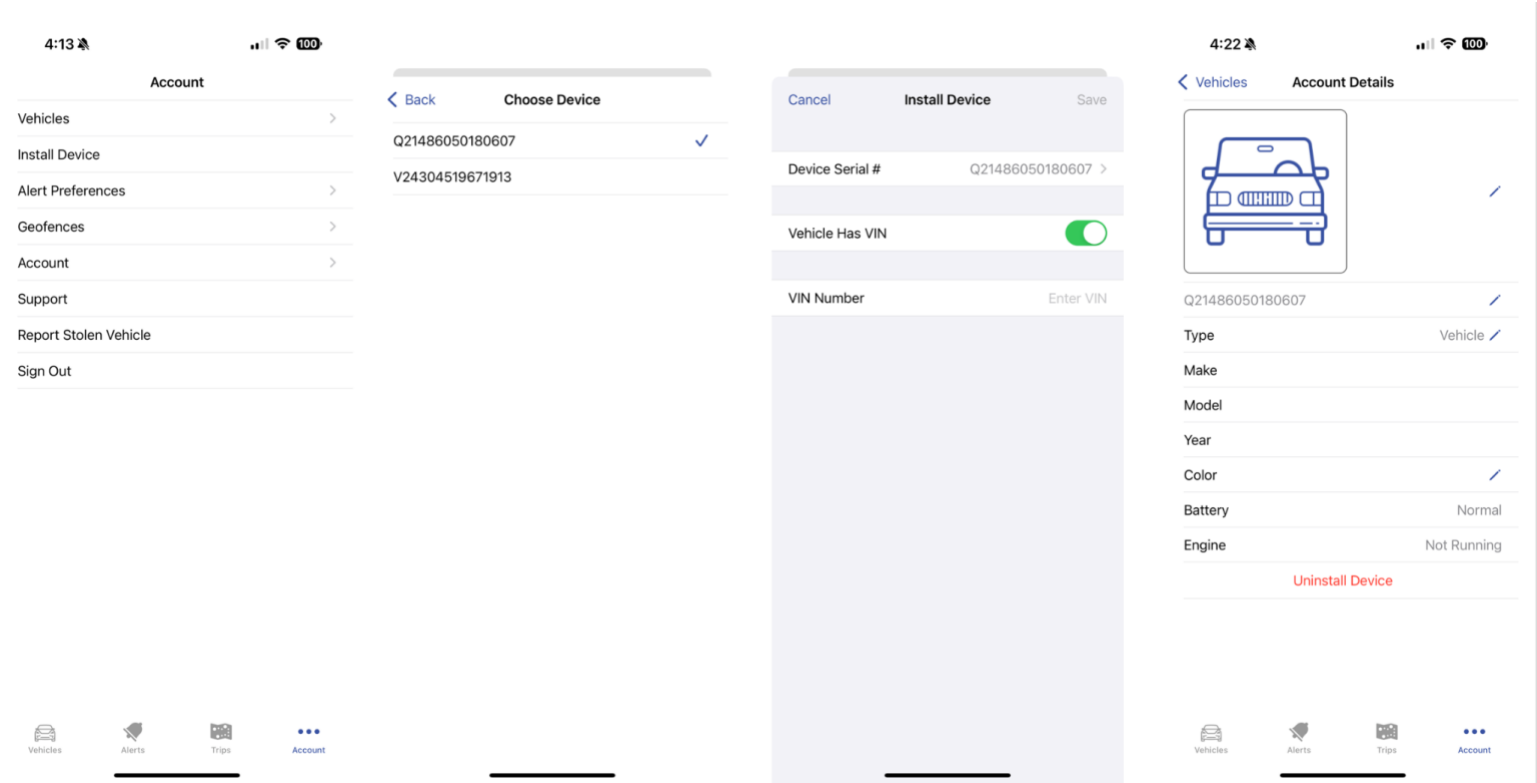 4:13
100
Account
Vehicles
Install Device
Alert Preferences
Geofences
Account
Support
Report Stolen Vehicle
Sign Out
Vehicles Alerts Trips Account
Back Choose Device
Q21486050180607
V24304519671913
Cancel Install Device Save
Device Serial # Q21486050180607
Vehicle Has VIN
VIN Number Enter VIN
4:22
100
Vehicles Account Details
Q21486050180607
Type Vehicle
Make
Model
Year
Color
Battery Normal
Engine Not Running
Uninstall Device
Vehicles Alerts Trips Account